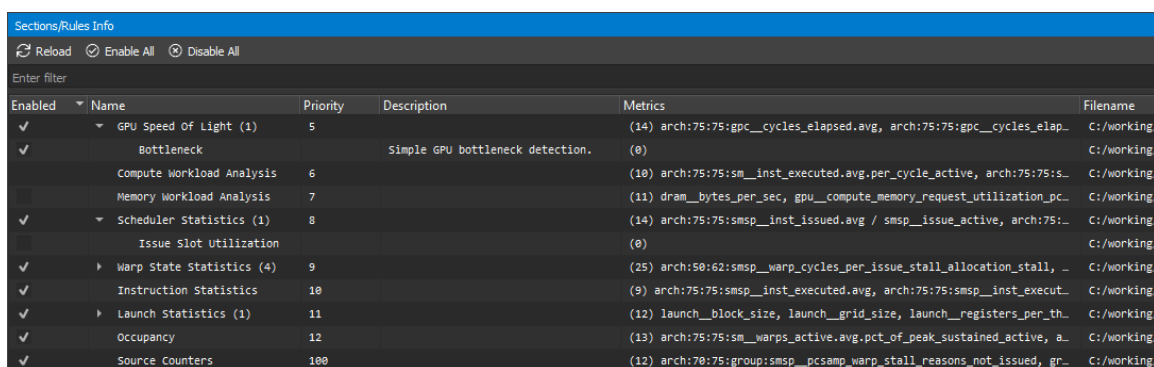 Sections/Rules Info
Reload Enable All Disable All
Enter filter
Enabled Name Priority Description Metrics Filename
GPU Speed Of Light (1) 5 (14) arch:75:75:gpc__cycles_elapsed.avg, arch:75:75:gpc__cycles_elap… C:/working
Bottleneck Simple GPU bottleneck detection. (0) C:/working
Compute Workload Analysis 6 (10) arch:75:75:sm__inst_executed.avg.per_cycle_active, arch:75:75:s… C:/working
Memory Workload Analysis 7 (11) dram__bytes_per_sec, gpu__compute_memory_request_utilization_pc… C:/working
Scheduler Statistics (1) 8 (14) arch:75:75:smsp__inst_issued.avg / smsp__issue_active, arch:75:… C:/working
Issue Slot Utilization (0) C:/working
Warp State Statistics (4) 9 (25) arch:50:62:smsp__warp_cycles_per_issue_stall_allocation_stall, … C:/working
Instruction Statistics 10 (9) arch:75:75:smsp__inst_executed.avg, arch:75:75:smsp__inst_execut… C:/working
Launch Statistics (1) 11 (12) launch__block_size, launch__grid_size, launch__registers_per_th… C:/working
Occupancy 12 (13) arch:75:75:sm__warps_active.avg.pct_of_peak_sustained_active, a… C:/working
Source Counters 100 (12) arch:70:75:group:smsp__pcsamp_warp_stall_reasons_not_issued, gr… C:/working